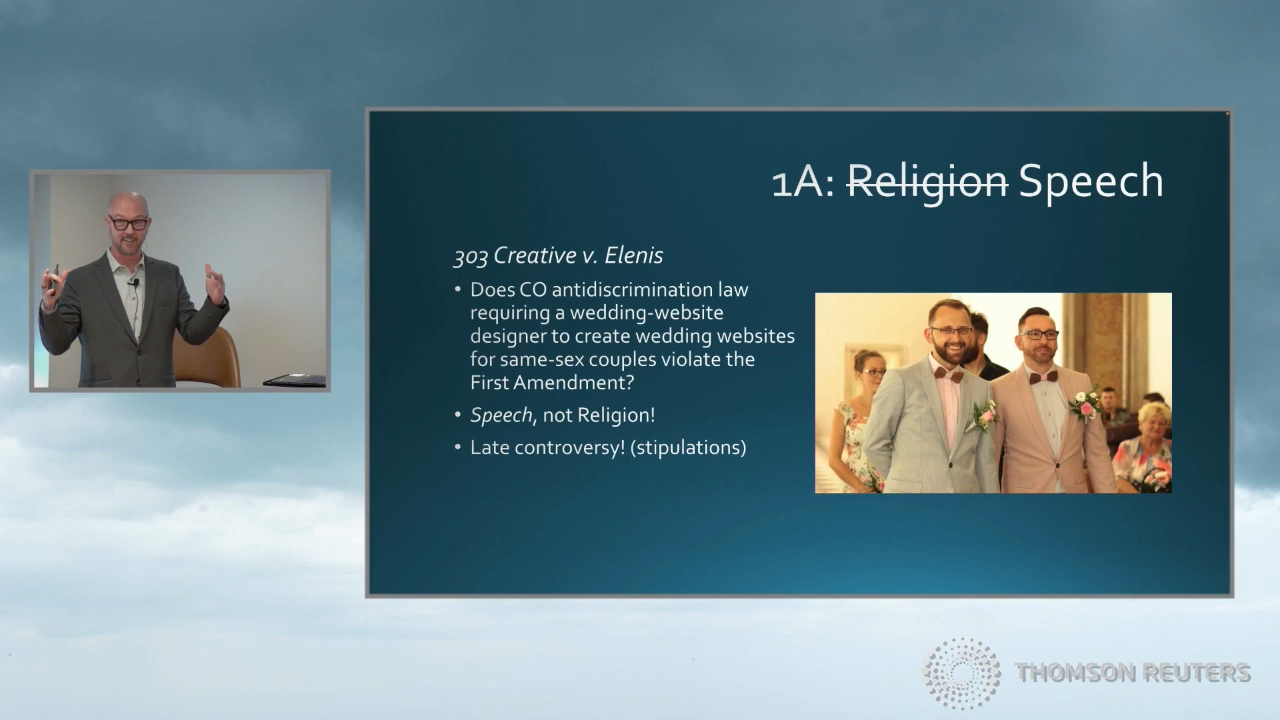 1A: Religion Speech
303 Creative v. Elenis
• Does CO antidiscrimination law
requiring a wedding-website
designer to create wedding websites
for same-sex couples violate the
First Amendment?
• Speech, not Religion!
• Late controversy! (stipulations)
THOMSON REUTERS